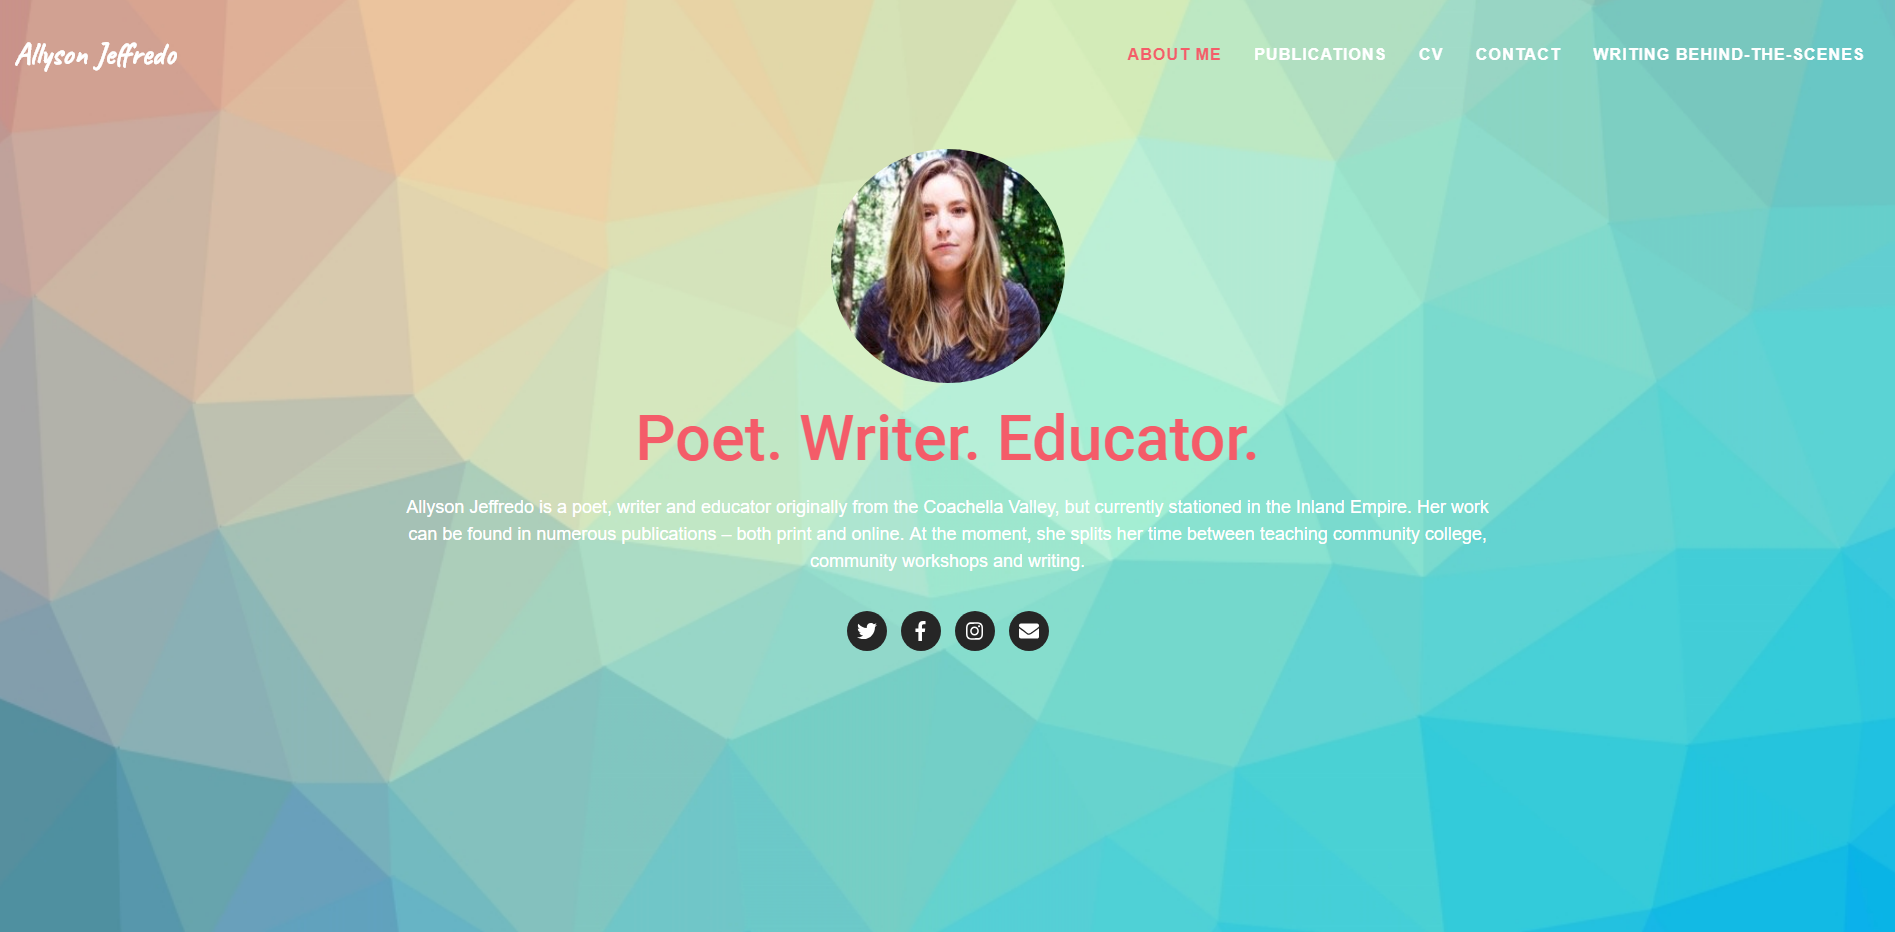 Allyson Jeffredo
ABOUT ME PUBLICATIONS CV CONTACT WRITING BEHIND-THE-SCENES
Poet. Writer. Educator.
Allyson Jeffredo is a poet, writer and educator originally from the Coachella Valley, but currently stationed in the Inland Empire. Her work
can be found in numerous publications – both print and online. At the moment, she splits her time between teaching community college,
community workshops and writing.